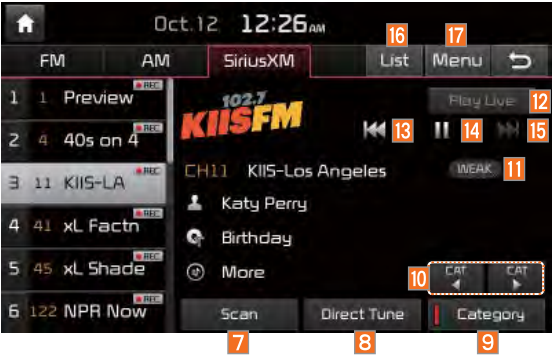 Oct.12 12:26 AM
16 17
FM AM SiriusXM List Menu
1 1 Preview REC
2 4 40s on 4 REC
3 11 KIIS-LA REC
4 41 xL Factn REC
5 45 xL Shade REC
6 122 NPR Now REC
102.7
KIISFM
Play Live 12
13 14 15
CH11 KIIS-Los Angeles WEAK 11
Katy Perry
Birthday
More
10 CAT CAT
Scan Direct Tune Category
7 8 9